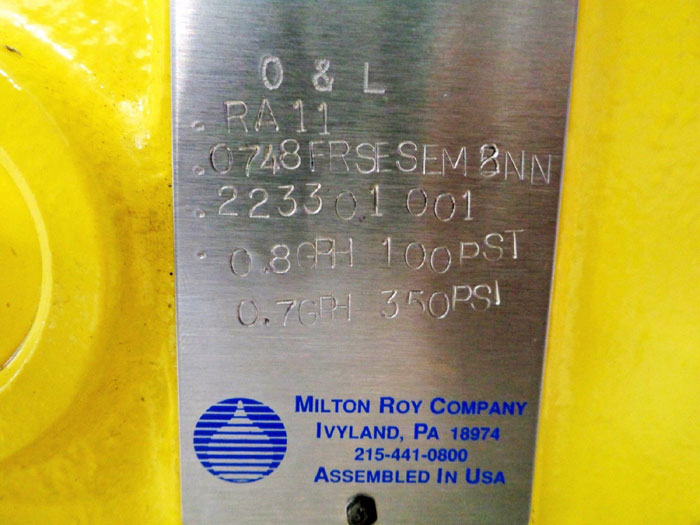 O & L
RA11
.0748FRSESEM8NN
.223301 001
0.8GPH 100PSI
0.7GPH 350PSI
MILTON ROY COMPANY
IVYLAND, PA 18974
215-441-0800
ASSEMBLED IN USA